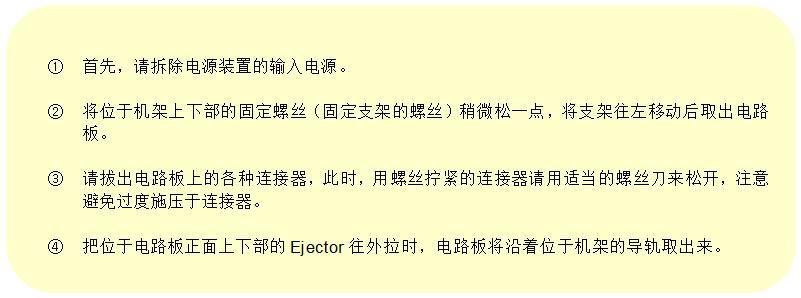 ① 首先，请拆除电源装置的输入电源。
② 将位于机架上下部的固定螺丝（固定支架的螺丝）稍微松一点，将支架往左移动后取出电路
板。
③ 请拔出电路板上的各种连接器，此时，用螺丝拧紧的连接器请用适当的螺丝刀来松开，注意
避免过度施压于连接器。
④ 把位于电路板正面上下部的 Ejector 往外拉时，电路板将沿着位于机架的导轨取出来。